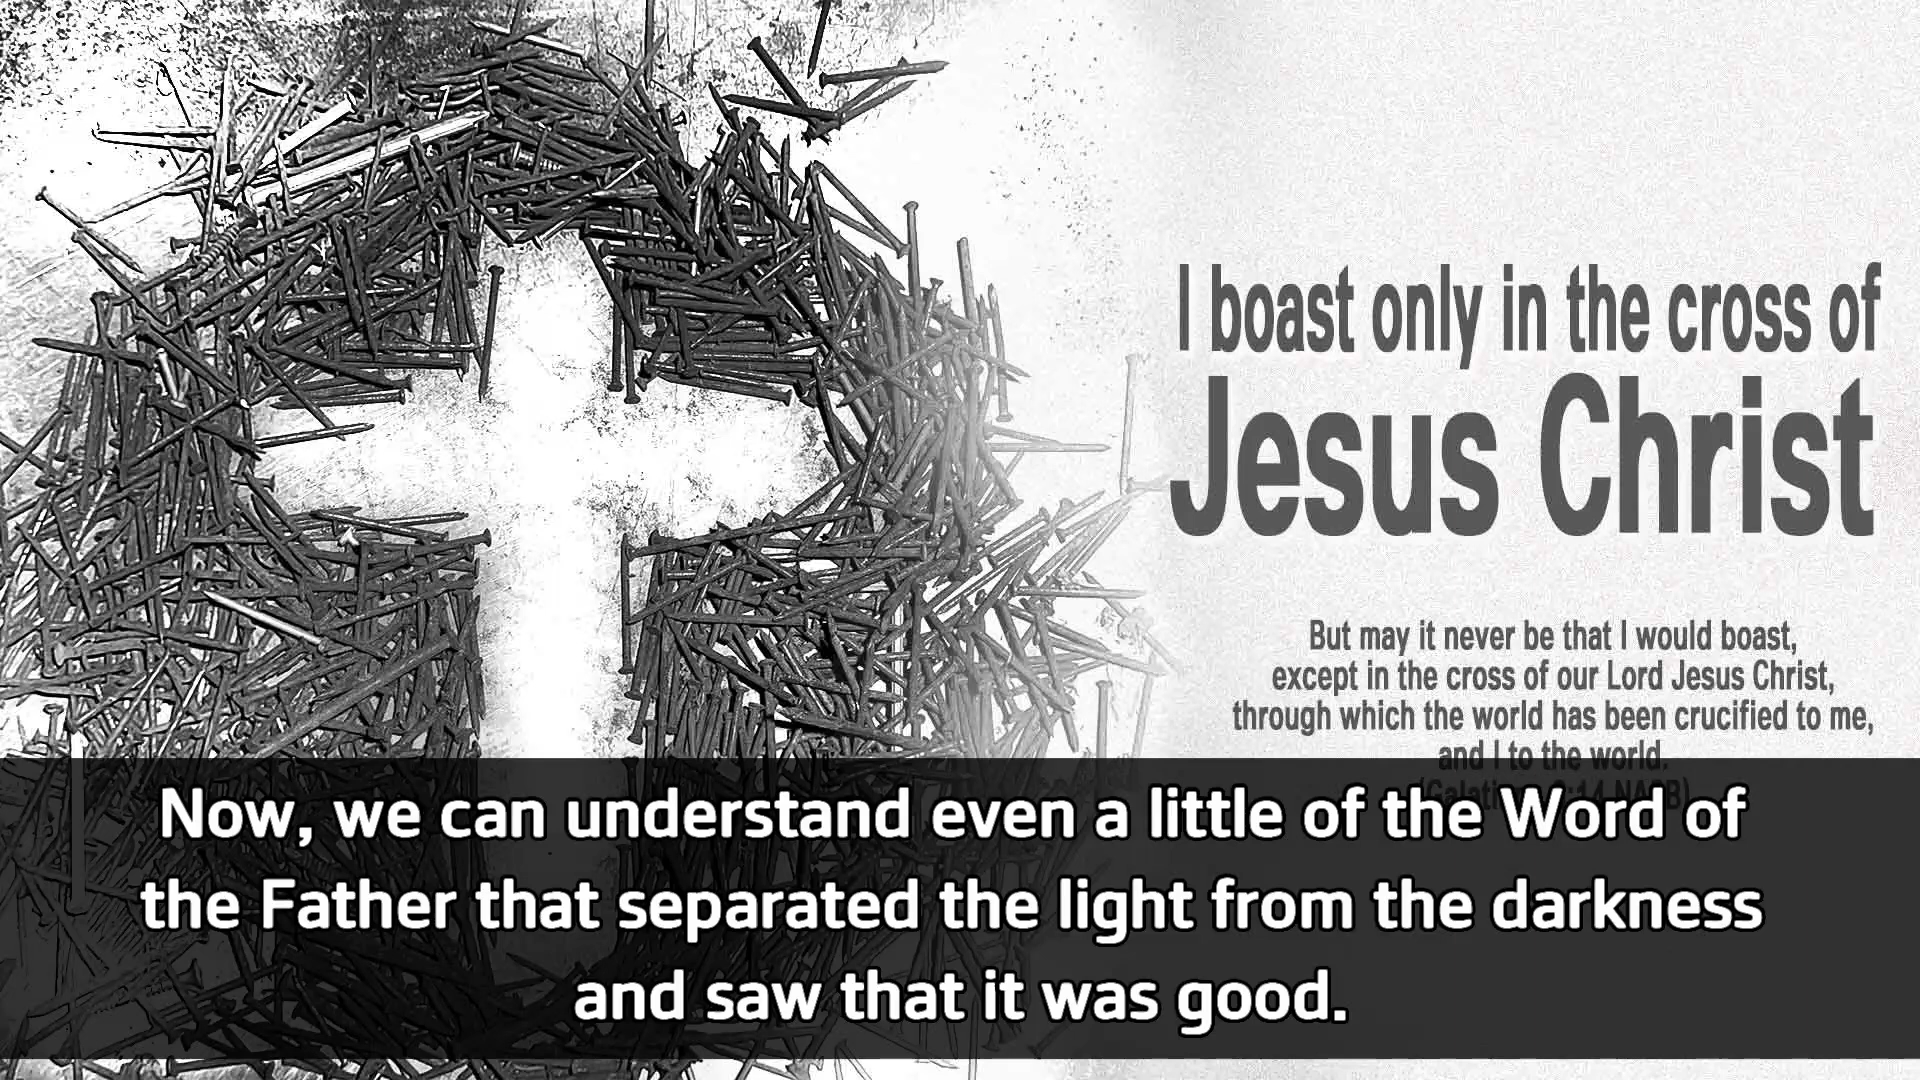 I boast only in the cross of
Jesus Christ
But may it never be that I would boast,
except in the cross of our Lord Jesus Christ,
through which the world has been crucified to me,
and I to the world.
Now, we can understand even a little of the Word of
the Father that separated the light from the darkness
and saw that it was good.